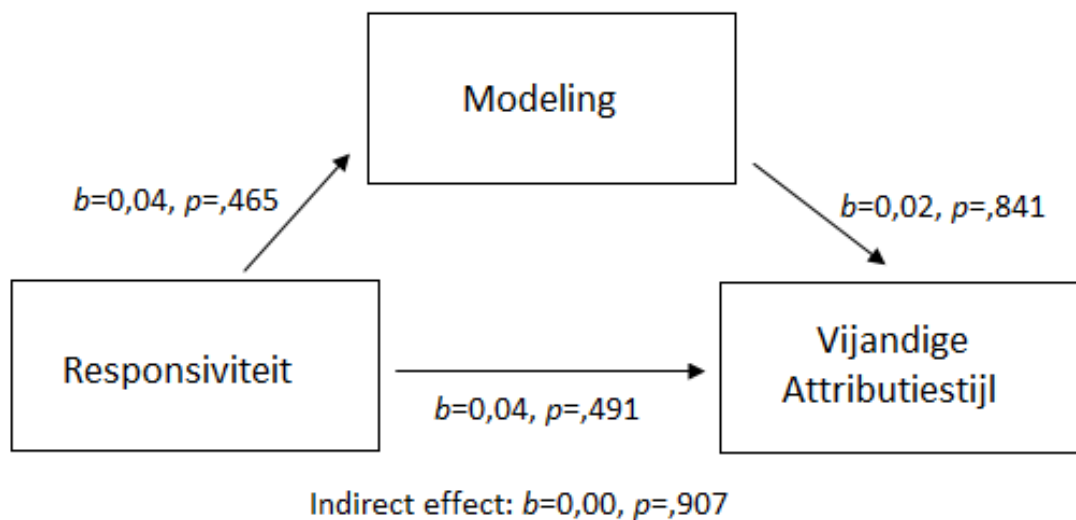 Modeling
b=0,04, p=,465
b=0,02, p=,841
Responsiviteit
Vijandige
Attributiestijl
b=0,04, p=,491
Indirect effect: b=0,00, p=,907